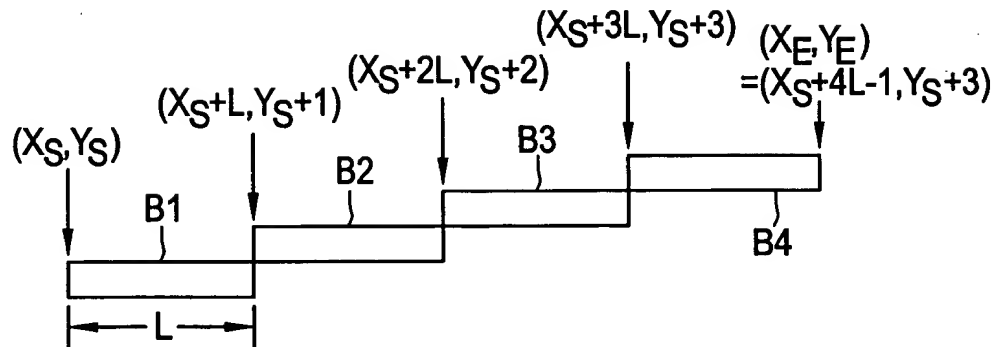 (XS+3L,YS+3)
(XE,YE)
=(XS+4L-1,YS+3)
(XS+2L,YS+2)
(XS+L,YS+1)
(XS,YS)
B3
B2
B1
B4
L